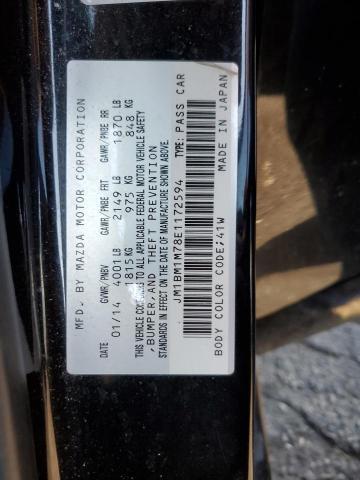 MFD. BY MAZDA MOTOR CORPORATION
DATE GVWR/PNBV GAWR/PNBE FRT GAWR/PNBE RR
01/14 4001LB 2149 LB 1870 LB
1815KG 975 KG 848 KG
THIS VEHICLE CONFORMS TO ALL APPLICABLE FEDERAL MOTOR VEHICLE SAFETY
,BUMPER,AND THEFT PREVENTION
STANDARDS IN EFFECT ON THE DATE OF MANUFACTURE SHOWN ABOVE.
JM1BM1M78E1172594 TYPE: PASS CAR
BODY COLOR CODE;41W MADE IN JAPAN